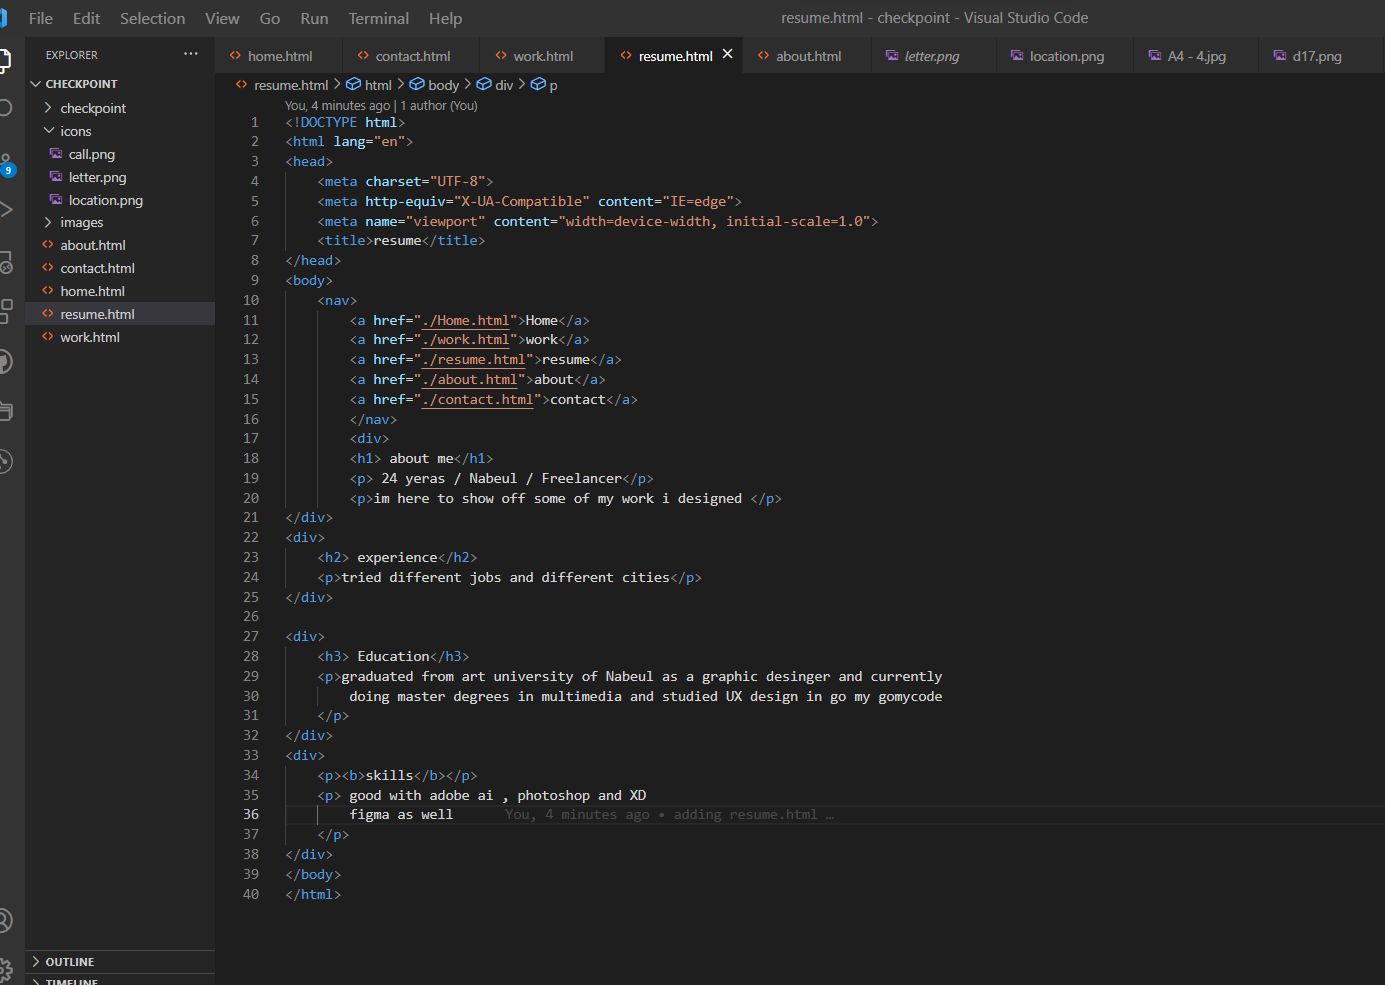 File Edit Selection View Go Run Terminal Help
resume.html - checkpoint - Visual Studio Code
EXPLORER ···
home.html contact.html work.html resume.html about.html letter.png location.png A4 - 4.jpg d17.png
CHECKPOINT
checkpoint
icons
call.png
letter.png
location.png
images
about.html
contact.html
home.html
resume.html
work.html
9
OUTLINE
TIMELINE
resume.html > html > body > div > p
You, 4 minutes ago | 1 author (You)
1 <!DOCTYPE html>
2 <html lang="en">
3 <head>
4 <meta charset="UTF-8">
5 <meta http-equiv="X-UA-Compatible" content="IE=edge">
6 <meta name="viewport" content="width=device-width, initial-scale=1.0">
7 <title>resume</title>
8 </head>
9 <body>
10 <nav>
11 <a href="./Home.html">Home</a>
12 <a href="./work.html">work</a>
13 <a href="./resume.html">resume</a>
14 <a href="./about.html">about</a>
15 <a href="./contact.html">contact</a>
16 </nav>
17 <div>
18 <h1> about me</h1>
19 <p> 24 yeras / Nabeul / Freelancer</p>
20 <p>im here to show off some of my work i designed </p>
21 </div>
22 <div>
23 <h2> experience</h2>
24 <p>tried different jobs and different cities</p>
25 </div>
26
27 <div>
28 <h3> Education</h3>
29 <p>graduated from art university of Nabeul as a graphic desinger and currently
30 doing master degrees in multimedia and studied UX design in go my gomycode
31 </p>
32 </div>
33 <div>
34 <p><b>skills</b></p>
35 <p> good with adobe ai , photoshop and XD
36 figma as well You, 4 minutes ago • adding resume.html …
37 </p>
38 </div>
39 </body>
40 </html>